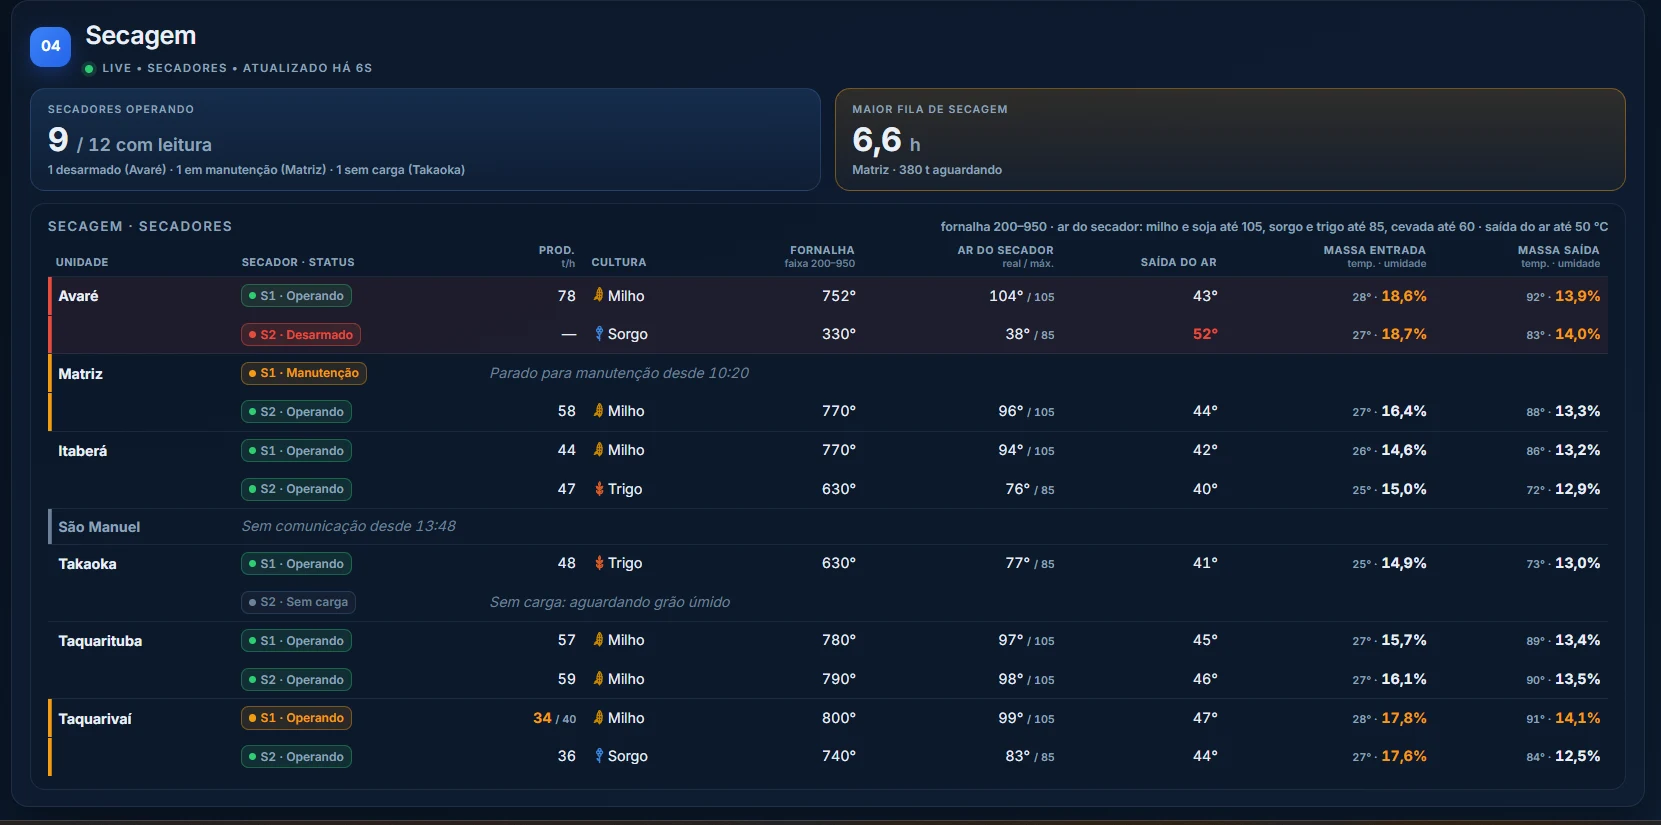 04
Secagem
LIVE • SECADORES • ATUALIZADO HÁ 6S
SECADORES OPERANDO
9 / 12 com leitura
1 desarmado (Avaré) · 1 em manutenção (Matriz) · 1 sem carga (Takaoka)
MAIOR FILA DE SECAGEM
6,6 h
Matriz · 380 t aguardando
SECAGEM · SECADORES
fornalha 200–950 · ar do secador: milho e soja até 105, sorgo e trigo até 85, cevada até 60 · saída do ar até 50 °C
UNIDADE SECADOR · STATUS PROD. t/h CULTURA FORNALHA faixa 200–950 AR DO SECADOR real / máx. SAÍDA DO AR MASSA ENTRADA temp. · umidade MASSA SAÍDA temp. · umidade
Avaré S1 · Operando 78 Milho 752° 104° / 105 43° 28° · 18,6% 92° · 13,9%
S2 · Desarmado — Sorgo 330° 38° / 85 52° 27° · 18,7% 83° · 14,0%
Matriz S1 · Manutenção Parado para manutenção desde 10:20
S2 · Operando 58 Milho 770° 96° / 105 44° 27° · 16,4% 88° · 13,3%
Itaberá S1 · Operando 44 Milho 770° 94° / 105 42° 26° · 14,6% 86° · 13,2%
S2 · Operando 47 Trigo 630° 76° / 85 40° 25° · 15,0% 72° · 12,9%
São Manuel Sem comunicação desde 13:48
Takaoka S1 · Operando 48 Trigo 630° 77° / 85 41° 25° · 14,9% 73° · 13,0%
S2 · Sem carga Sem carga: aguardando grão úmido
Taquarituba S1 · Operando 57 Milho 780° 97° / 105 45° 27° · 15,7% 89° · 13,4%
S2 · Operando 59 Milho 790° 98° / 105 46° 27° · 16,1% 90° · 13,5%
Taquarivaí S1 · Operando 34 / 40 Milho 800° 99° / 105 47° 28° · 17,8% 91° · 14,1%
S2 · Operando 36 Sorgo 740° 83° / 85 44° 27° · 17,6% 84° · 12,5%